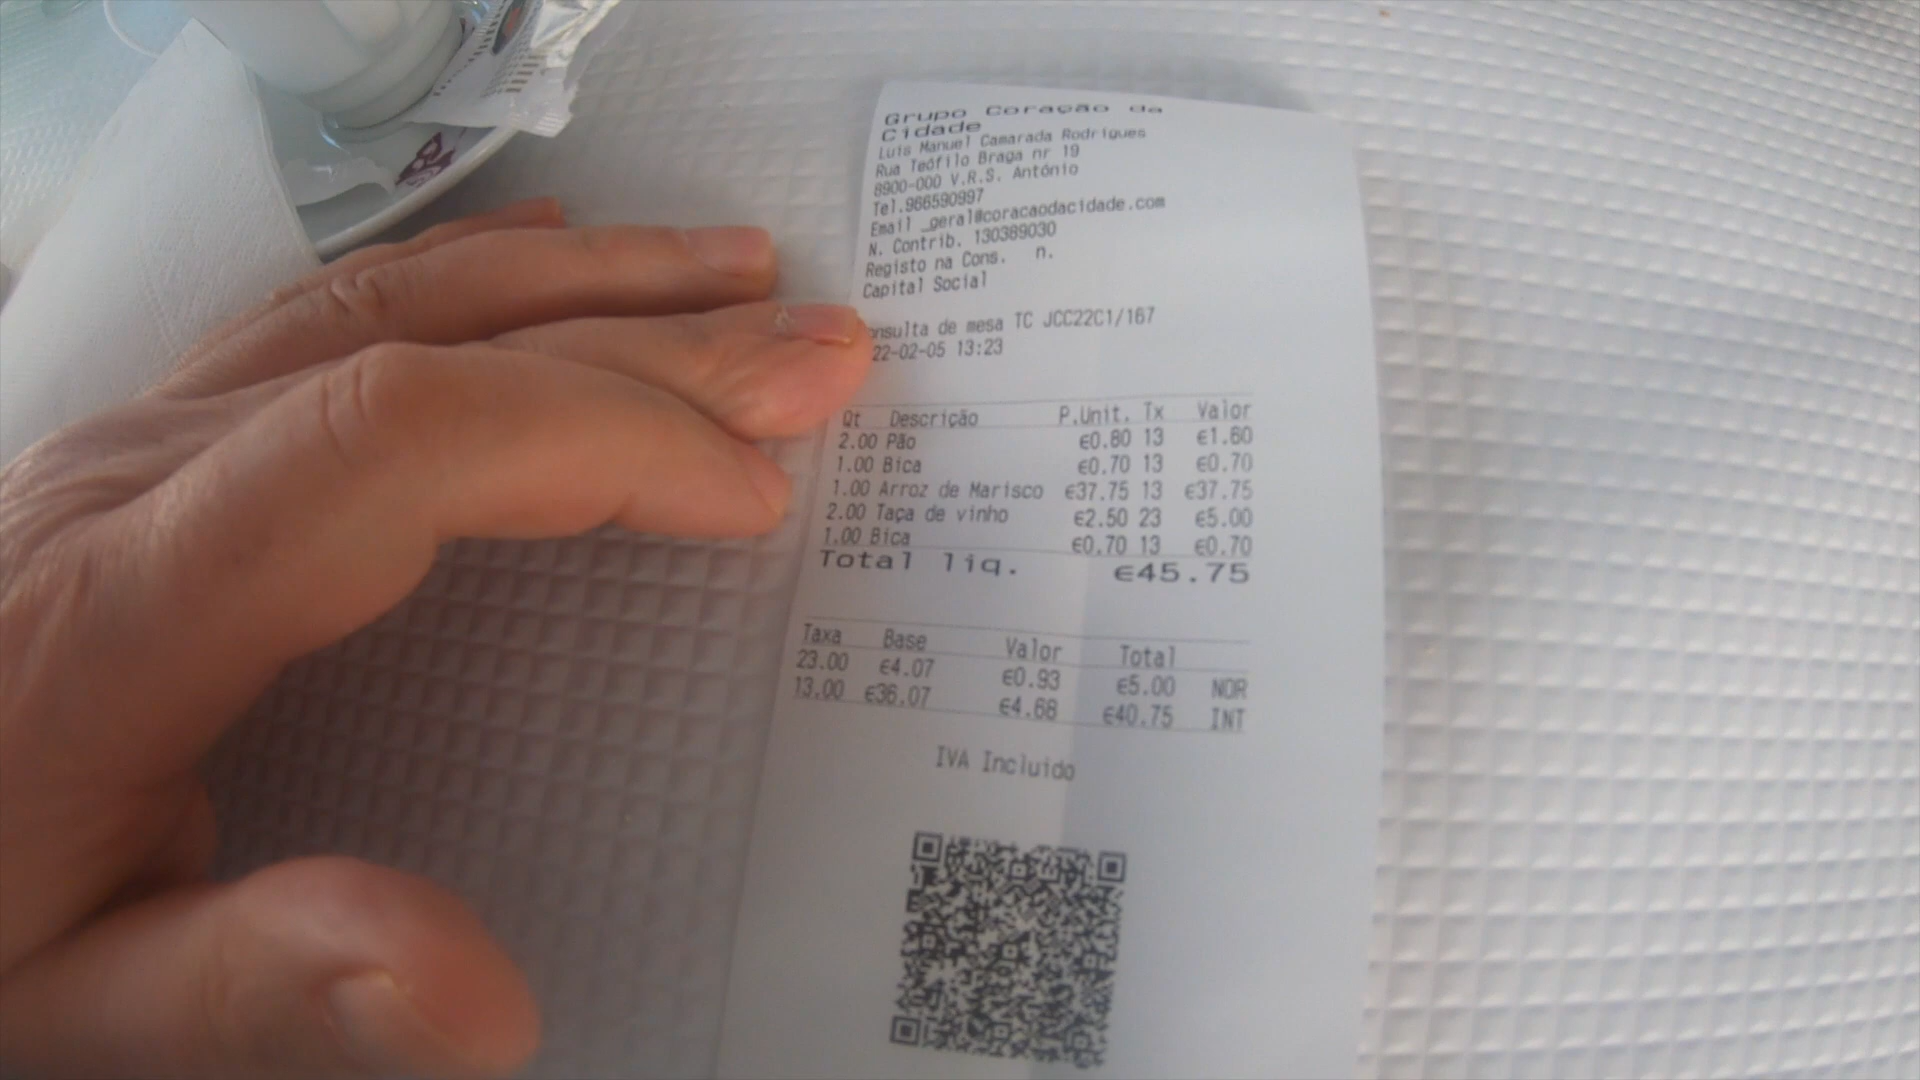 Grupo Coração da
Cidade
Luis Manuel Camarada Rodrigues
Rua Teófilo Braga nr 19
8900-000 V.R.S. António
Tel.966590997
Email _geral@coracaodacidade.com
N. Contrib. 130389030
Registo na Cons. n.
Capital Social
onsulta de mesa TC JCC22C1/167
22-02-05 13:23
Qt Descrição P.Unit. Tx Valor
2.00 Pão €0.80 13 €1.60
1.00 Bica €0.70 13 €0.70
1.00 Arroz de Marisco €37.75 13 €37.75
2.00 Taça de vinho €2.50 23 €5.00
1.00 Bica €0.70 13 €0.70
Total liq. €45.75
Taxa Base Valor Total
23.00 €4.07 €0.93 €5.00 NOR
13.00 €36.07 €4.68 €40.75 INT
IVA Incluido